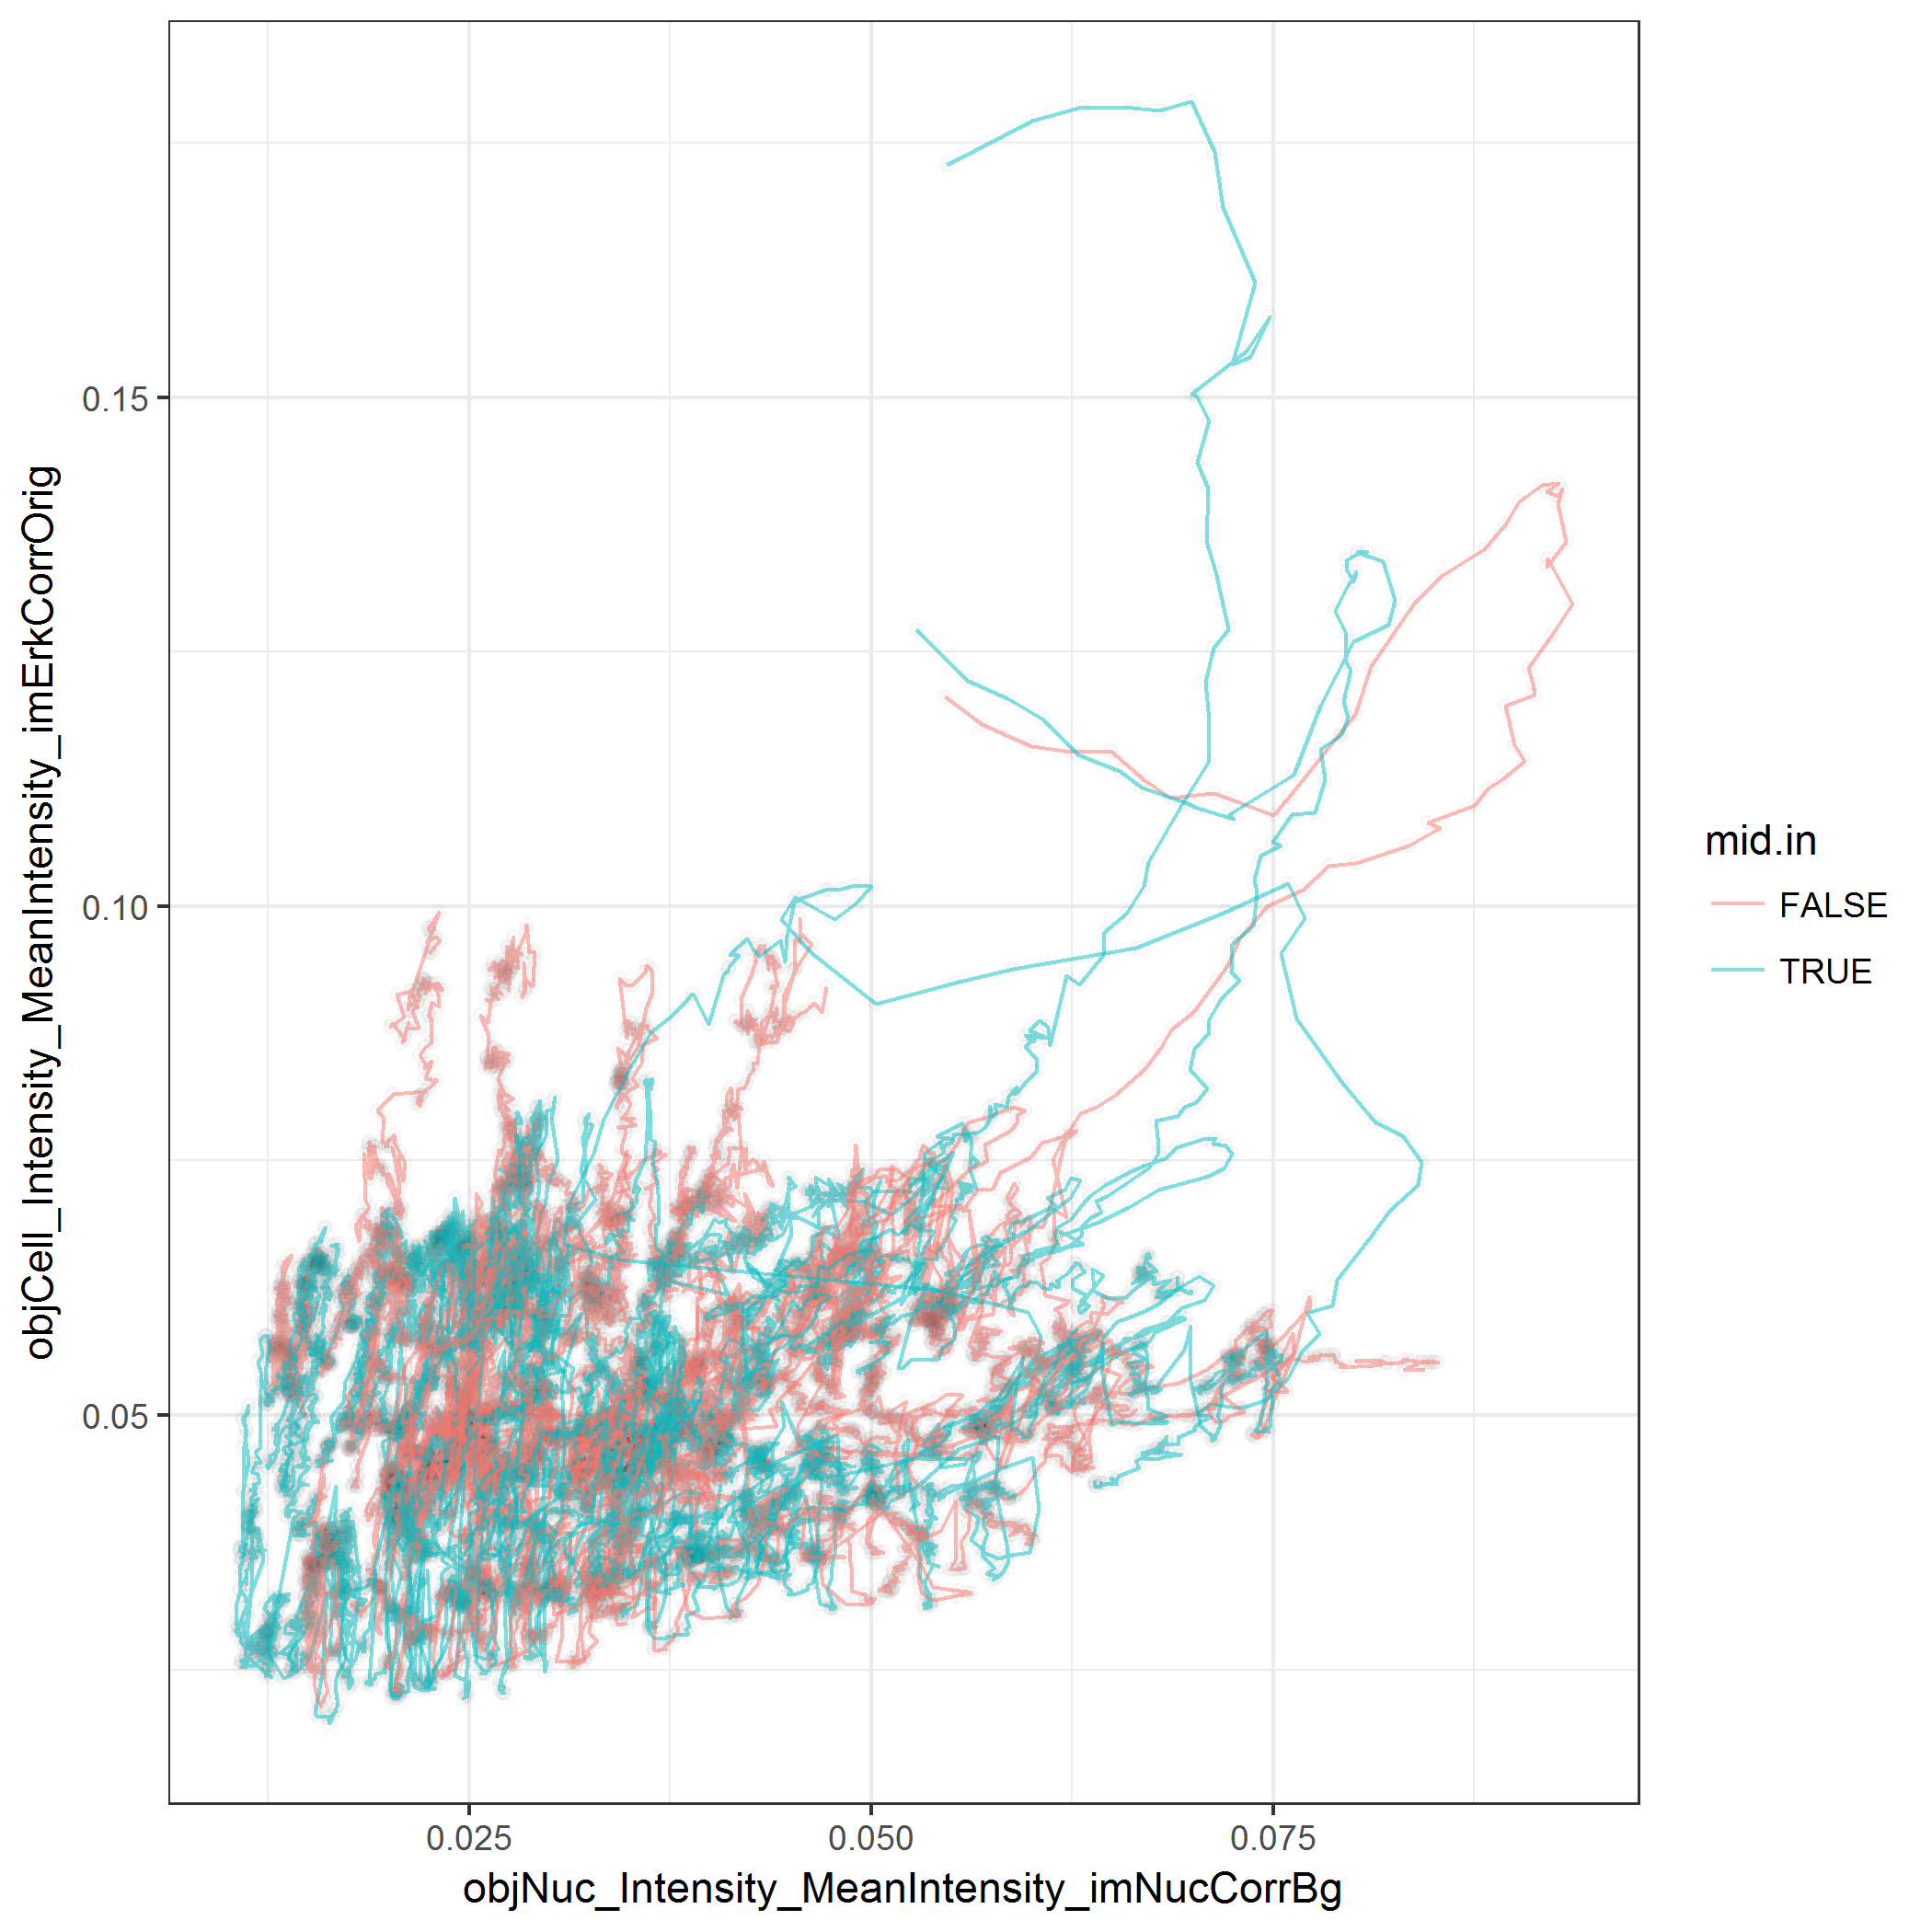 objCell_Intensity_MeanIntensity_imErkCorrOrig
0.15
0.10
0.05
0.025
0.050
0.075
objNuc_Intensity_MeanIntensity_imNucCorrBg
mid.in
FALSE
TRUE